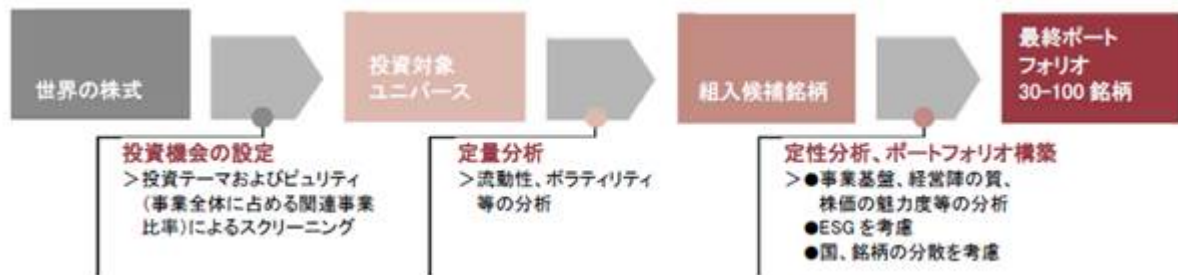 世界の株式
投資対象
ユニバース
組入候補銘柄
最終ポート
フォリオ
30-100 銘柄
投資機会の設定
＞投資テーマおよびピュリティ
（事業全体に占める関連事業
比率）によるスクリーニング
定量分析
＞流動性、ボラティリティ
等の分析
定性分析、ポートフォリオ構築
＞●事業基盤、経営陣の質、
株価の魅力度等の分析
●ESG を考慮
●国、銘柄の分散を考慮